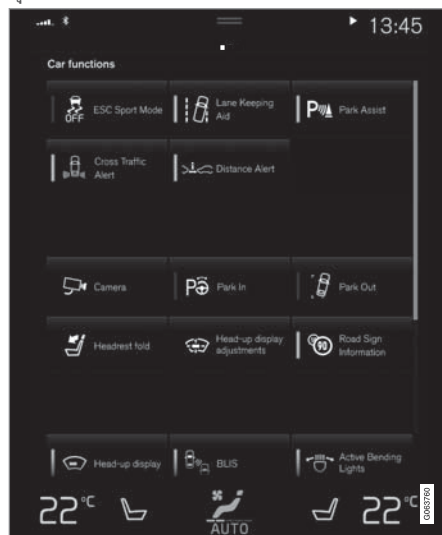 13:45
Car functions
OFF
ESC Sport Mode
Lane Keeping
Aid
P
Park Assist
Cross Traffic
Alert
Distance Alert
Camera
P
Park In
Park Out
Headrest fold
Head-up display
adjustments
90
Road Sign
Information
Head-up display
BLIS
Active Bending
Lights
22°C
AUTO
22°C
G063760